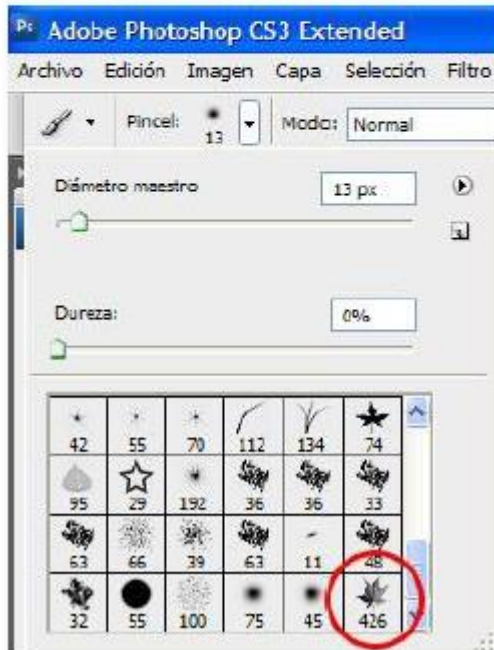 Ps Adobe Photoshop CS3 Extended
Archivo Edición Imagen Capa Selección Filtro
Pincel: 13 Modo: Normal
Diámetro maestro 13 px
Dureza: 0%
42 55 70 112 134 74
95 29 192 36 36 33
63 66 39 63 11 48
32 55 100 75 45 426